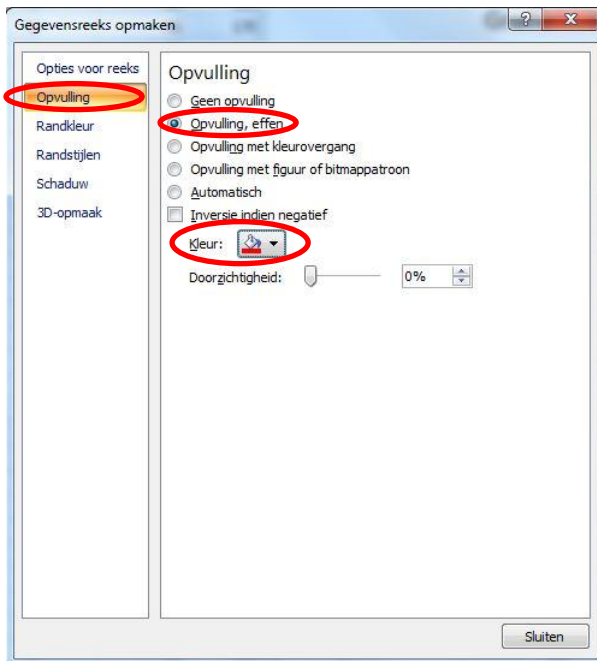 Gegevensreeks opmaken
?
X
Opties voor reeks
Opvulling
Randkleur
Randstijlen
Schaduw
3D-opmaak
Opvulling
Geen opvulling
Opvulling, effen
Opvulling met kleurovergang
Opvulling met figuur of bitmappatroon
Automatisch
Inversie indien negatief
Kleur:
Doorzichtigheid: 0%
Sluiten